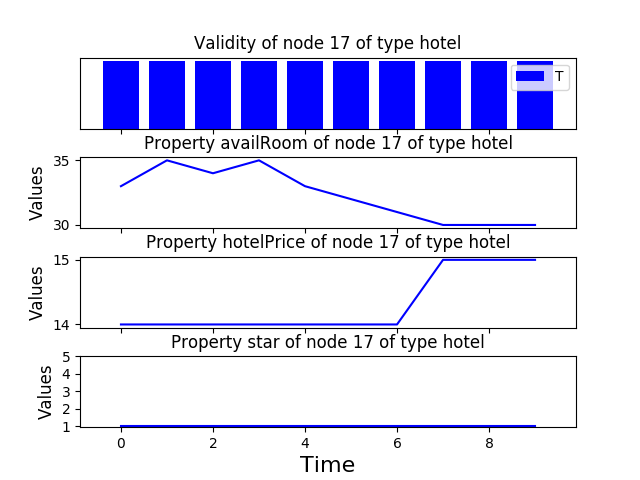 Validity of node 17 of type hotel
T
Property availRoom of node 17 of type hotel
35
30
Values
Property hotelPrice of node 17 of type hotel
15
14
Values
Property star of node 17 of type hotel
5
4
3
2
1
Values
0 2 4 6 8
Time